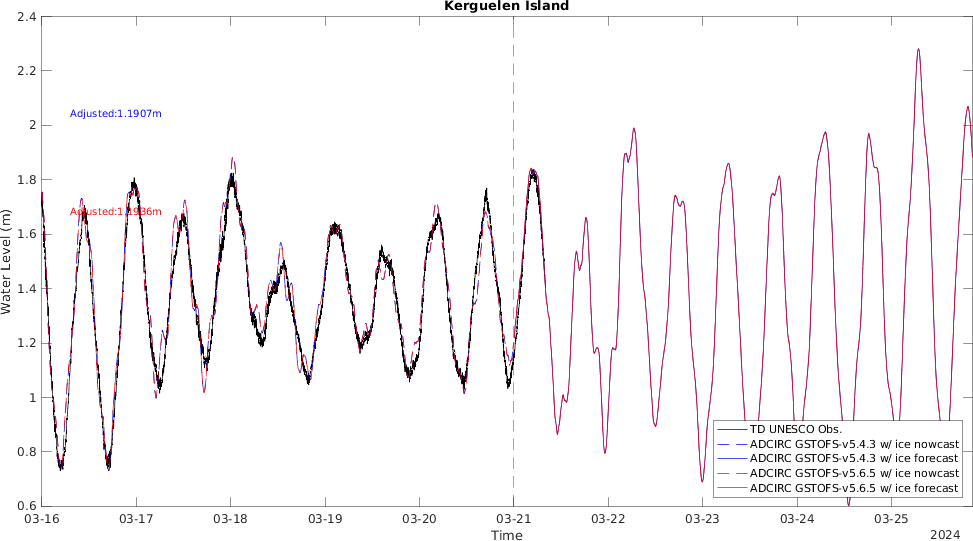 Kerguelen Island
2.4
2.2
2
1.8
1.6
1.4
1.2
1
0.8
0.6
Water Level (m)
Adjusted:1.1907m
Adjusted:1.1936m
TD UNESCO Obs.
ADCIRC GSTOFS-v5.4.3 w/ ice nowcast
ADCIRC GSTOFS-v5.4.3 w/ ice forecast
ADCIRC GSTOFS-v5.6.5 w/ ice nowcast
ADCIRC GSTOFS-v5.6.5 w/ ice forecast
03-16 03-17 03-18 03-19 03-20 03-21 03-22 03-23 03-24 03-25
Time
2024